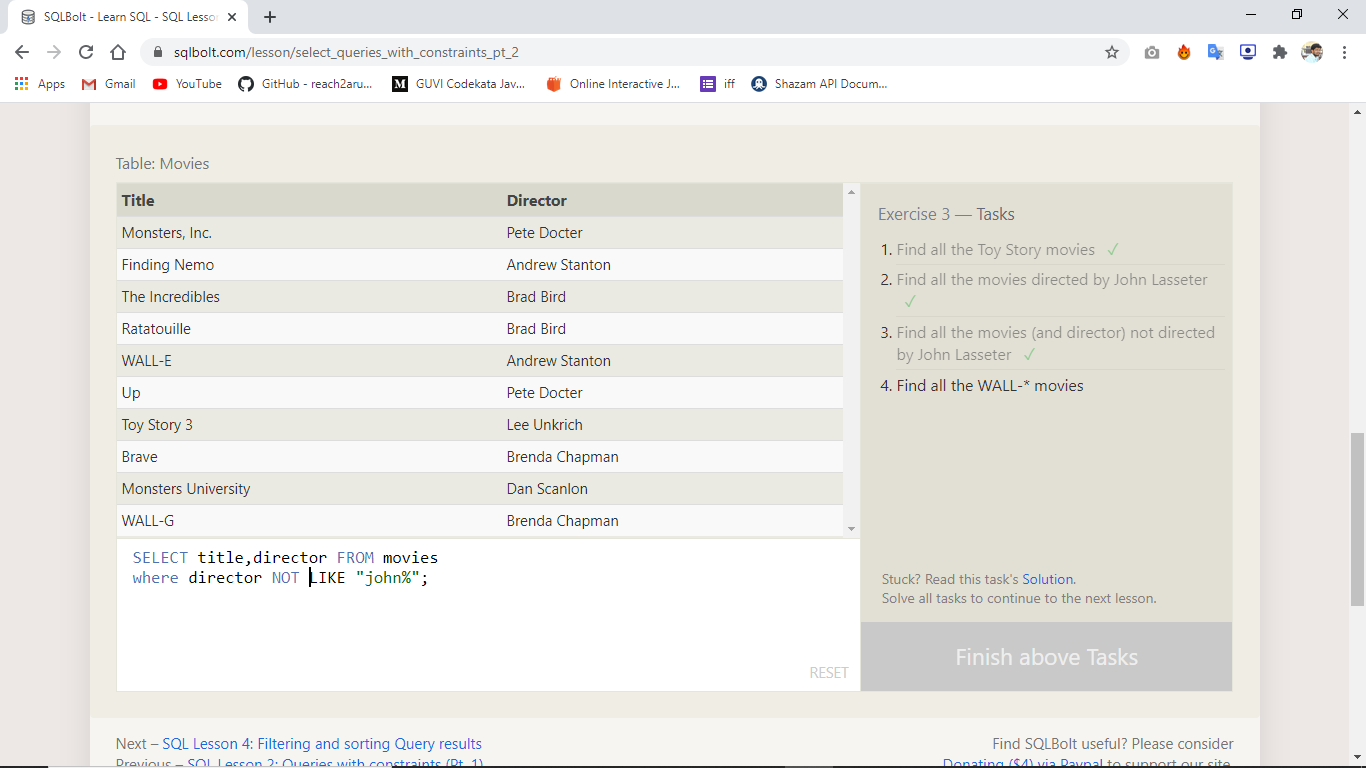 SQLBolt - Learn SQL - SQL Lesson
sqlbolt.com/lesson/select_queries_with_constraints_pt_2
Apps Gmail YouTube GitHub - reach2aru... GUVI Codekata Jav... Online Interactive J... iff Shazam API Docum...
Table: Movies
Title Director
Monsters, Inc. Pete Docter
Finding Nemo Andrew Stanton
The Incredibles Brad Bird
Ratatouille Brad Bird
WALL-E Andrew Stanton
Up Pete Docter
Toy Story 3 Lee Unkrich
Brave Brenda Chapman
Monsters University Dan Scanlon
WALL-G Brenda Chapman
SELECT title,director FROM movies
where director NOT LIKE "john%";
RESET
Exercise 3 — Tasks
1. Find all the Toy Story movies ✓
2. Find all the movies directed by John Lasseter
✓
3. Find all the movies (and director) not directed
by John Lasseter ✓
4. Find all the WALL-* movies
Stuck? Read this task's Solution.
Solve all tasks to continue to the next lesson.
Finish above Tasks
Next – SQL Lesson 4: Filtering and sorting Query results
Previous – SQL Lesson 2: Queries with constraints (Pt. 1)
Find SQLBolt useful? Please consider
Donating ($4) via Paypal to support our site.